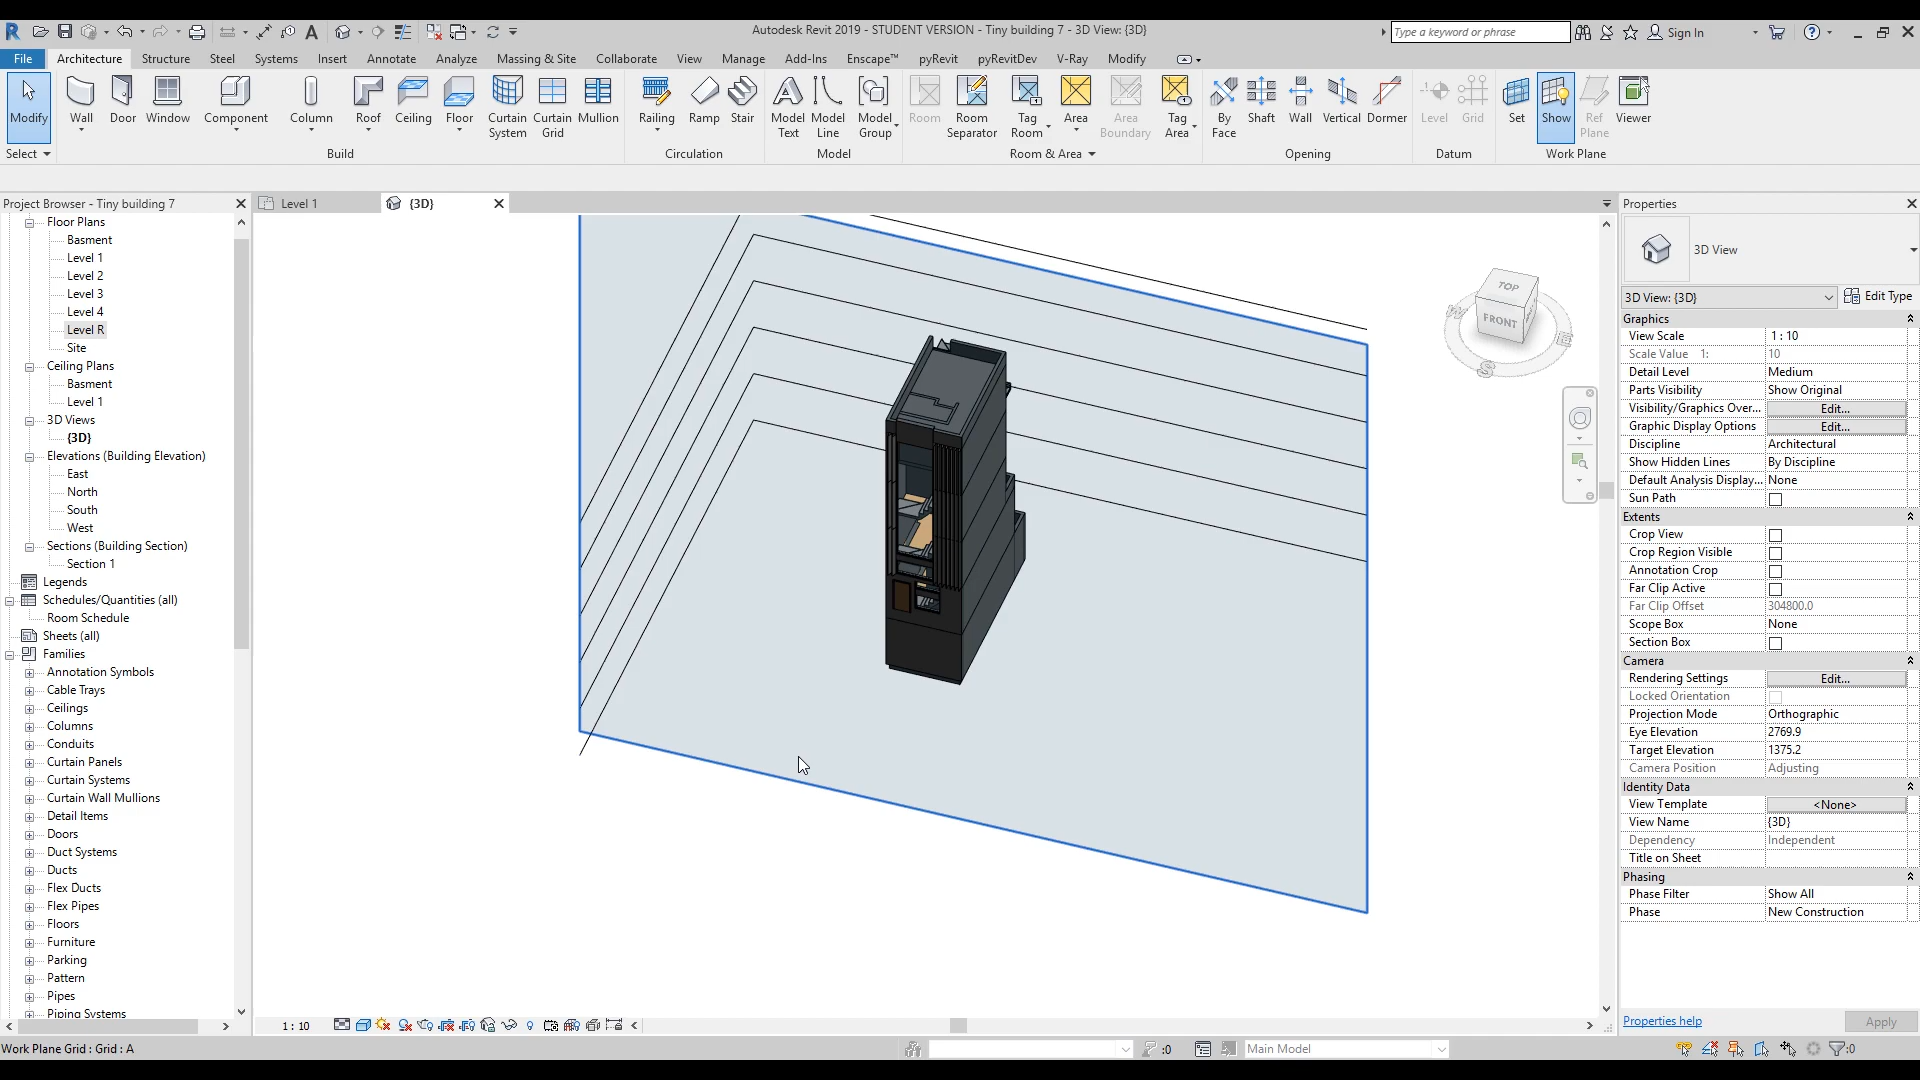 Autodesk Revit 2019 - STUDENT VERSION - Tiny building 7 - 3D View: {3D}
Type a keyword or phrase
Sign In
File Architecture Structure Steel Systems Insert Annotate Analyze Massing & Site Collaborate View Manage Add-Ins Enscape™ pyRevit pyRevitDev V-Ray Modify
Modify Wall Door Window Component Column Roof Ceiling Floor Curtain System Curtain Grid Mullion Railing Ramp Stair Model Text Model Line Model Group Room Room Separator Tag Room Area Area Boundary Tag Area By Face Shaft Wall Vertical Dormer Level Grid Set Show Ref Plane Viewer
Select Build Circulation Model Room & Area Opening Datum Work Plane
Project Browser - Tiny building 7
Level 1
{3D}
Properties
Floor Plans
Basment
Level 1
Level 2
Level 3
Level 4
Level R
Site
Ceiling Plans
Basment
Level 1
3D Views
{3D}
Elevations (Building Elevation)
East
North
South
West
Sections (Building Section)
Section 1
Legends
Schedules/Quantities (all)
Room Schedule
Sheets (all)
Families
Annotation Symbols
Cable Trays
Ceilings
Columns
Conduits
Curtain Panels
Curtain Systems
Curtain Wall Mullions
Detail Items
Doors
Duct Systems
Ducts
Flex Ducts
Flex Pipes
Floors
Furniture
Parking
Pattern
Pipes
Piping Systems
TOP
FRONT
W
E
S
3D View
3D View: {3D} Edit Type
Graphics
View Scale 1 : 10
Scale Value 1: 10
Detail Level Medium
Parts Visibility Show Original
Visibility/Graphics Over... Edit...
Graphic Display Options Edit...
Discipline Architectural
Show Hidden Lines By Discipline
Default Analysis Display... None
Sun Path
Extents
Crop View
Crop Region Visible
Annotation Crop
Far Clip Active
Far Clip Offset 304800.0
Scope Box None
Section Box
Camera
Rendering Settings Edit...
Locked Orientation
Projection Mode Orthographic
Eye Elevation 2769.9
Target Elevation 1375.2
Camera Position Adjusting
Identity Data
View Template <None>
View Name {3D}
Dependency Independent
Title on Sheet
Phasing
Phase Filter Show All
Phase New Construction
Properties help Apply
1 : 10
Work Plane Grid : Grid : A
:0
Main Model
:0